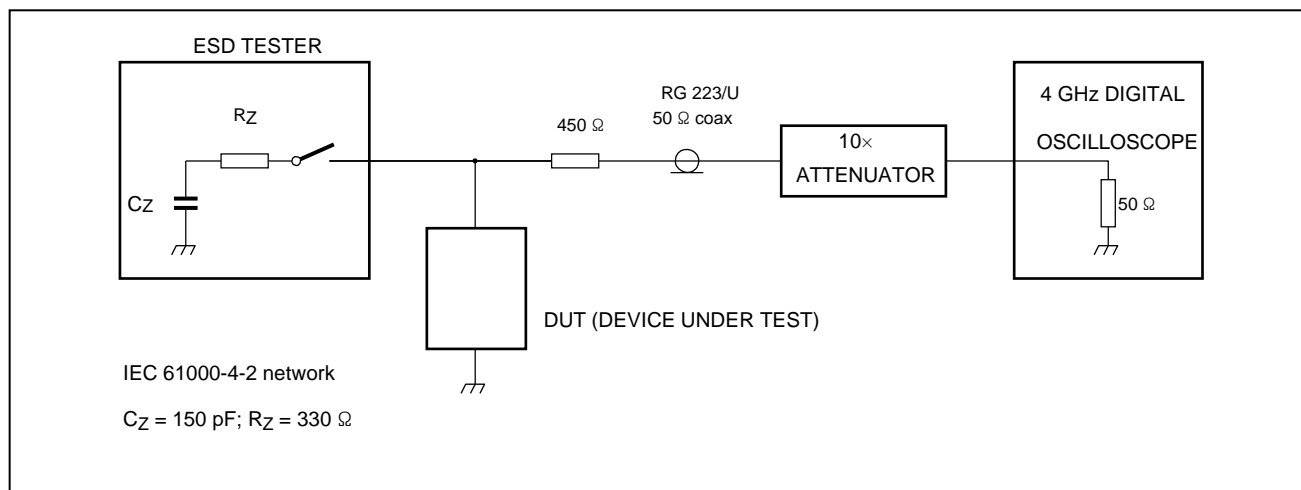 ESD TESTER
RZ
CZ
450 Ω
RG 223/U
50 Ω coax
10×
ATTENUATOR
4 GHz DIGITAL
OSCILLOSCOPE
50 Ω
DUT (DEVICE UNDER TEST)
IEC 61000-4-2 network
CZ = 150 pF; RZ = 330 Ω